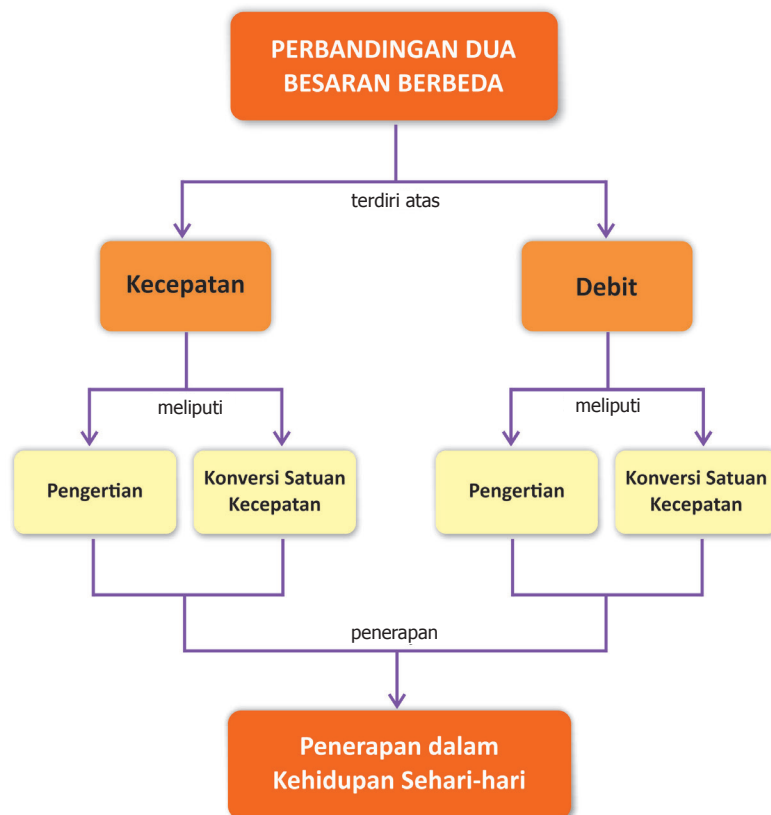 PERBANDINGAN DUA
BESARAN BERBEDA
terdiri atas
Kecepatan
Debit
meliputi
meliputi
Pengertian
Konversi Satuan
Kecepatan
Pengertian
Konversi Satuan
Kecepatan
penerapan
Penerapan dalam
Kehidupan Sehari-hari